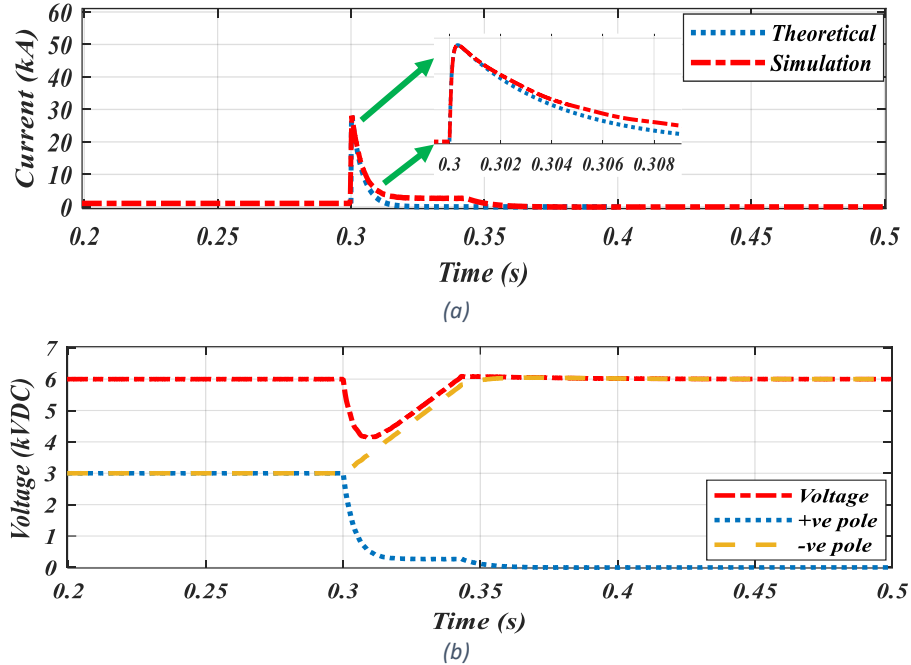 60
50
40
30
20
10
0
Current (kA)
Theoretical
Simulation
0.3 0.302 0.304 0.306 0.308
0.2 0.25 0.3 0.35 0.4 0.45 0.5
Time (s)
(a)
7
6
5
4
3
2
1
0
Voltage (kVDC)
Voltage
+ve pole
-ve pole
0.2 0.25 0.3 0.35 0.4 0.45 0.5
Time (s)
(b)